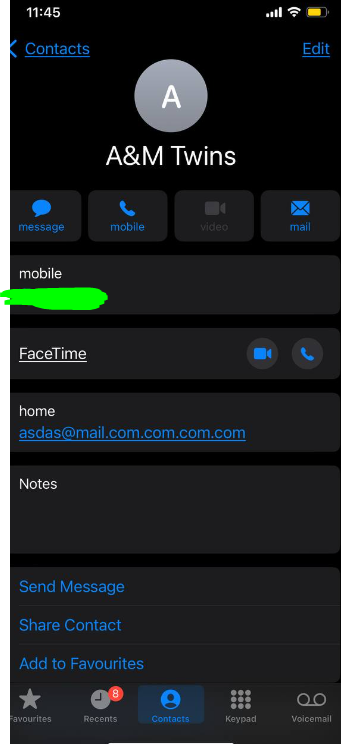 11:45
Contacts
Edit
A
A&M Twins
message
mobile
video
mail
mobile
FaceTime
home
asdas@mail.com.com.com.com
Notes
Send Message
Share Contact
Add to Favourites
8
Favourites
Recents
Contacts
Keypad
Voicemail